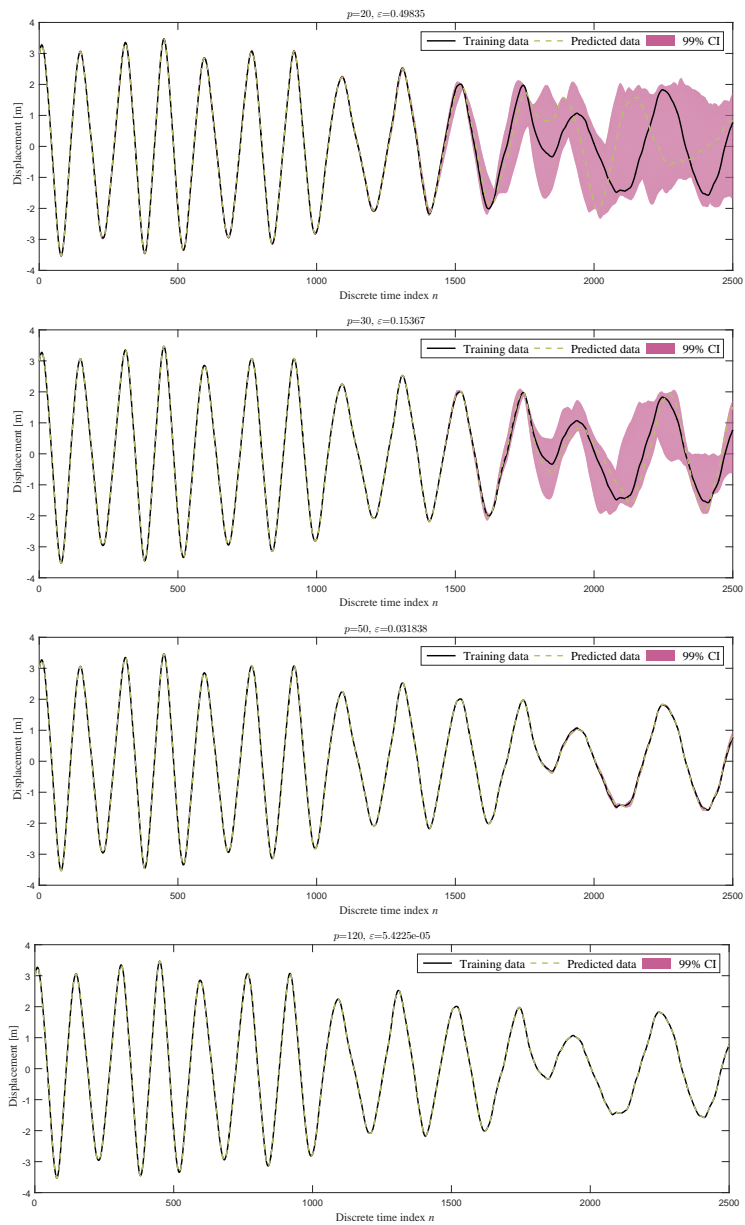 p=20, ε=0.49835
4
3
2
1
0
-1
-2
-3
-4
Displacement [m]
Training data Predicted data 99% CI
0 500 1000 1500 2000 2500
Discrete time index n
p=30, ε=0.15367
4
3
2
1
0
-1
-2
-3
-4
Displacement [m]
Training data Predicted data 99% CI
0 500 1000 1500 2000 2500
Discrete time index n
p=50, ε=0.031838
4
3
2
1
0
-1
-2
-3
-4
Displacement [m]
Training data Predicted data 99% CI
0 500 1000 1500 2000 2500
Discrete time index n
p=120, ε=5.4225e-05
4
3
2
1
0
-1
-2
-3
-4
Displacement [m]
Training data Predicted data 99% CI
0 500 1000 1500 2000 2500
Discrete time index n